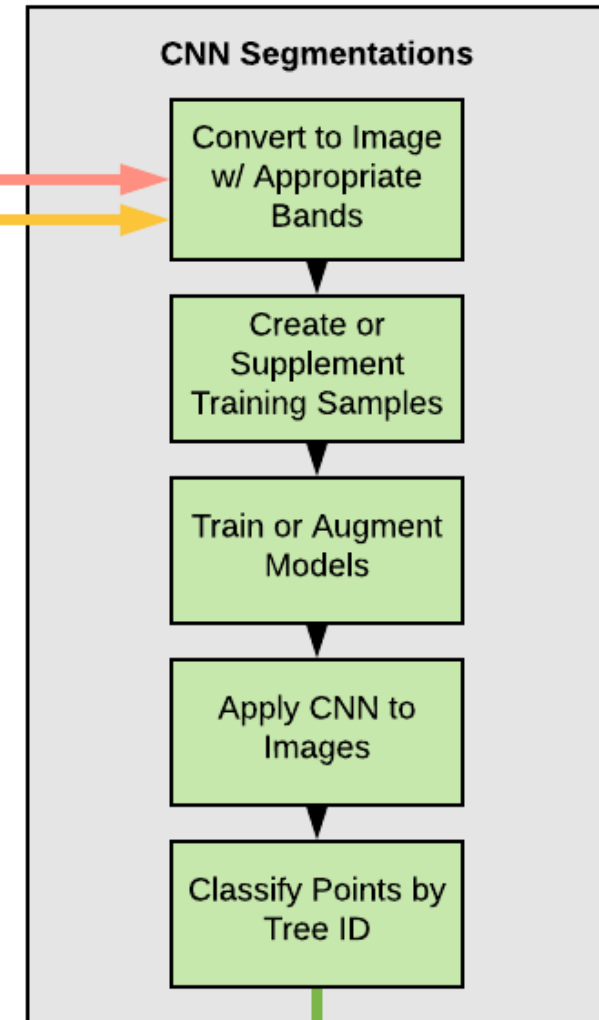 CNN Segmentations
Convert to Image
w/ Appropriate
Bands
Create or
Supplement
Training Samples
Train or Augment
Models
Apply CNN to
Images
Classify Points by
Tree ID